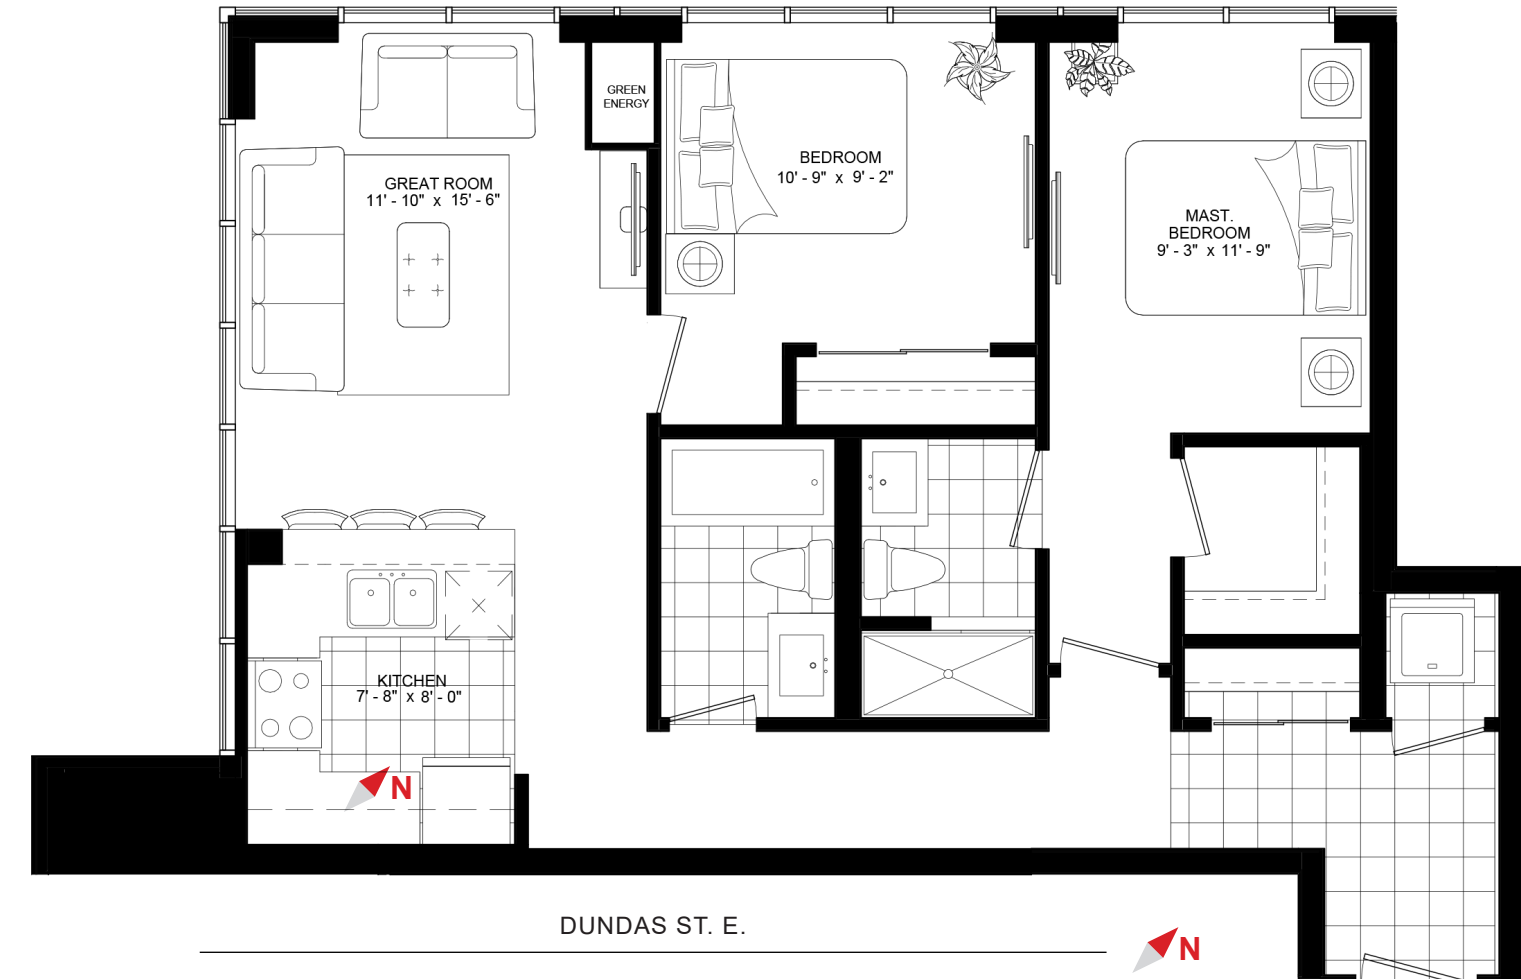 GREEN
ENERGY
BEDROOM
10' - 9" x 9' - 2"
GREAT ROOM
11' - 10" x 15' - 6"
MAST.
BEDROOM
9' - 3" x 11' - 9"
KITCHEN
7' - 8" x 8' - 0"
N
DUNDAS ST. E.
N